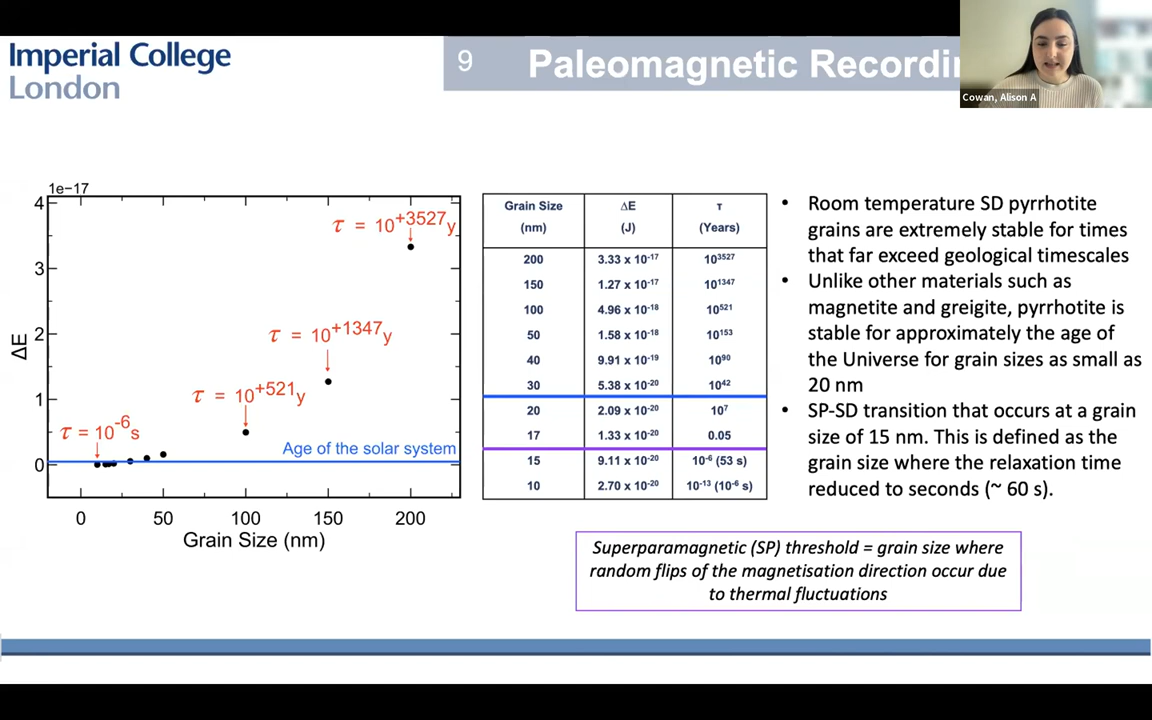 Imperial College
London
9
Paleomagnetic Recordin
Cowan, Alison A
1e−17
4
3
2
1
0
ΔE
τ = 10+3527y
τ = 10+1347y
τ = 10+521y
τ = 10-6s
Age of the solar system
0 50 100 150 200
Grain Size (nm)
Grain Size ΔE τ
(nm) (J) (Years)
200 3.33 x 10-17 103527
150 1.27 x 10-17 101347
100 4.96 x 10-18 10521
50 1.58 x 10-18 10153
40 9.91 x 10-19 1090
30 5.38 x 10-20 1042
20 2.09 x 10-20 107
17 1.33 x 10-20 0.05
15 9.11 x 10-20 10-6 (53 s)
10 2.70 x 10-20 10-13 (10-6 s)
• Room temperature SD pyrrhotite
grains are extremely stable for times
that far exceed geological timescales
• Unlike other materials such as
magnetite and greigite, pyrrhotite is
stable for approximately the age of
the Universe for grain sizes as small as
20 nm
• SP-SD transition that occurs at a grain
size of 15 nm. This is defined as the
grain size where the relaxation time
reduced to seconds (~ 60 s).
Superparamagnetic (SP) threshold = grain size where
random flips of the magnetisation direction occur due
to thermal fluctuations